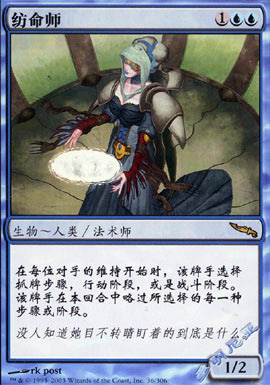 纺命师
1
生物～人类／法术师
在每位对手的维持开始时，该牌手选择
抓牌步骤，行动阶段，或是战斗阶段。
该牌手在本回合中略过所选择的每一种
步骤或阶段。
没人知道她目不转睛盯着的到底是什么
rk post
™ & © 1993-2003 Wizards of the Coast, Inc. 36/306
1/2